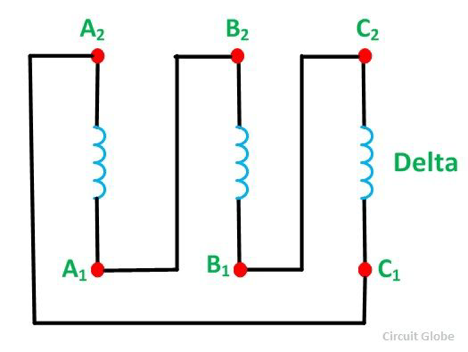 A₂ B₂ C₂
Delta
A₁ B₁ C₁
Circuit Globe